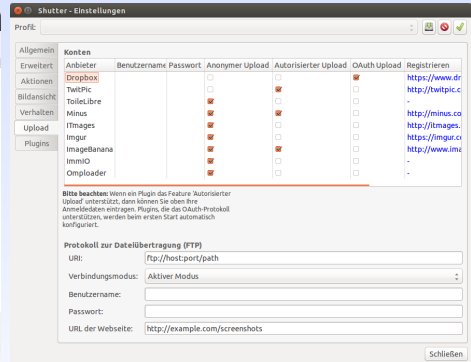 Shutter - Einstellungen
Profil:
Allgemein
Erweitert
Aktionen
Bildansicht
Verhalten
Upload
Plugins
Konten
Anbieter Benutzername Passwort Anonymer Upload Autorisierter Upload OAuth Upload Registrieren
Dropbox https://www.dr
TwitPic http://twitpic.c
ToileLibre -
Minus http://minus.co
ITmages http://itmages.
Imgur https://imgur.co
ImageBanana http://www.ima
ImmIO -
Omploader -
Bitte beachten: Wenn ein Plugin das Feature 'Autorisierter
Upload' unterstützt, dann können Sie oben Ihre
Anmeldedaten eintragen. Plugins, die das OAuth-Protokoll
unterstützen, werden beim ersten Start automatisch
konfiguriert.
Protokoll zur Dateiübertragung (FTP)
URI: ftp://host:port/path
Verbindungsmodus: Aktiver Modus
Benutzername:
Passwort:
URL der Webseite: http://example.com/screenshots
Schließen